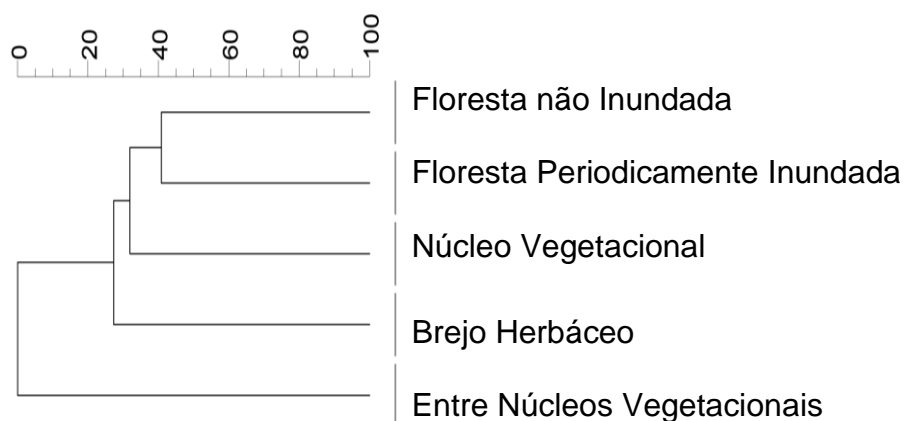 0 20 40 60 80 100
Floresta não Inundada
Floresta Periodicamente Inundada
Núcleo Vegetacional
Brejo Herbáceo
Entre Núcleos Vegetacionais